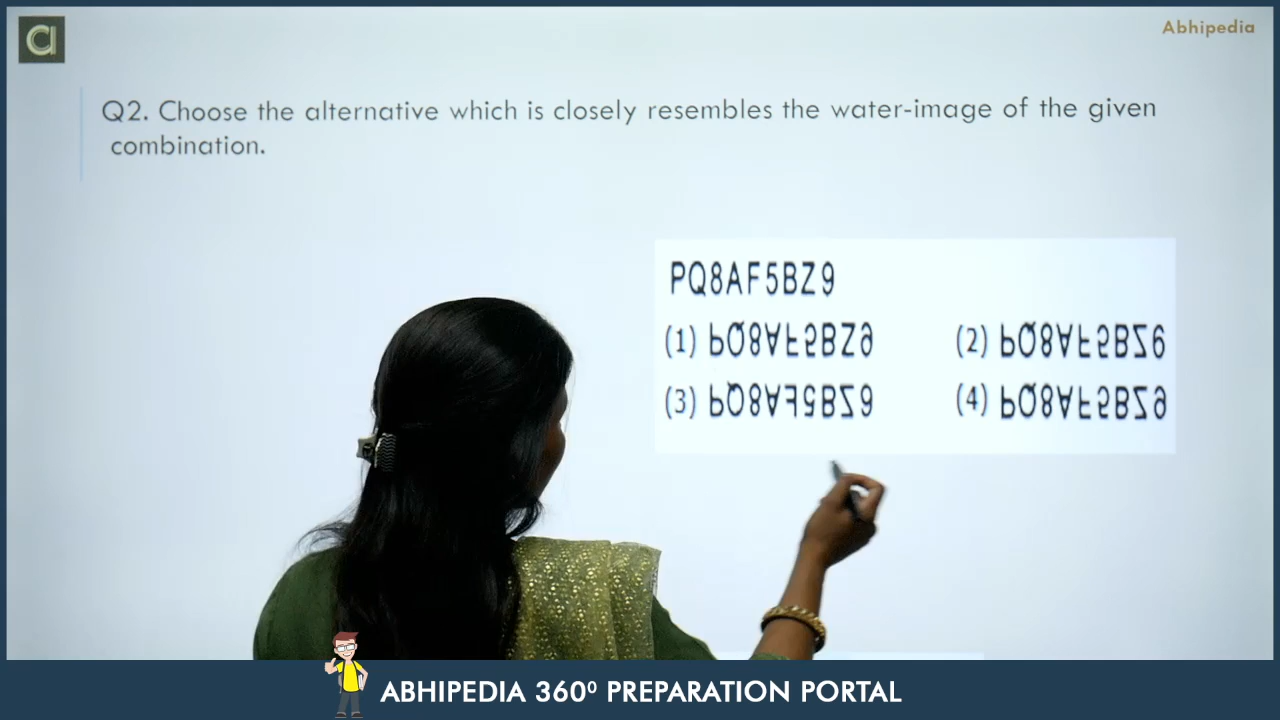 a
Abhipedia
Q2. Choose the alternative which is closely resembles the water-image of the given
combination.
PQ8AF5BZ9
(1)
(2)
(3)
(4)
ABHIPEDIA 360⁰ PREPARATION PORTAL